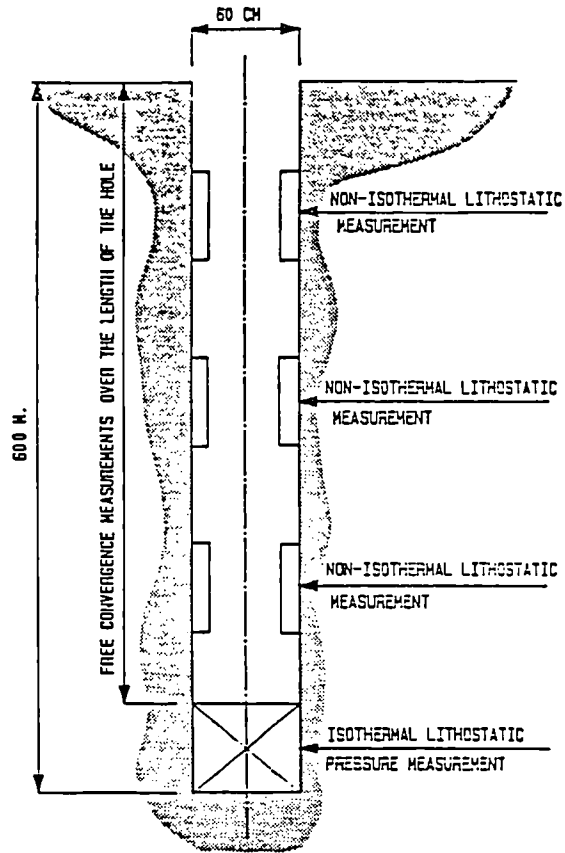 60 CM
NON-ISOTHERMAL LITHOSTATIC
MEASUREMENT
FREE CONVERGENCE MEASUREMENTS OVER THE LENGTH OF THE HOLE
600 M.
NON-ISOTHERMAL LITHOSTATIC
MEASUREMENT
NON-ISOTHERMAL LITHOSTATIC
MEASUREMENT
ISOTHERMAL LITHOSTATIC
PRESSURE MEASUREMENT